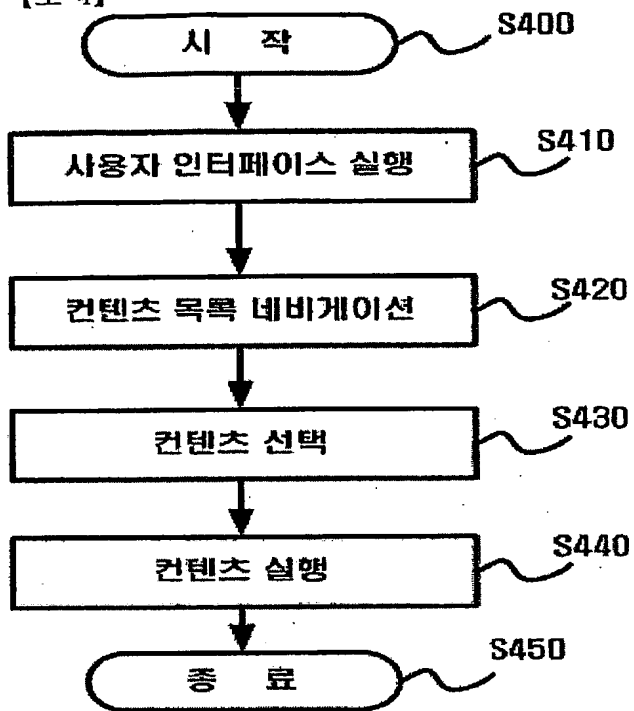 시 작
S400
S410
사용자 인터페이스 실행
S420
컨텐츠 목록 네비게이션
S430
컨텐츠 선택
S440
컨텐츠 실행
S450
종 료